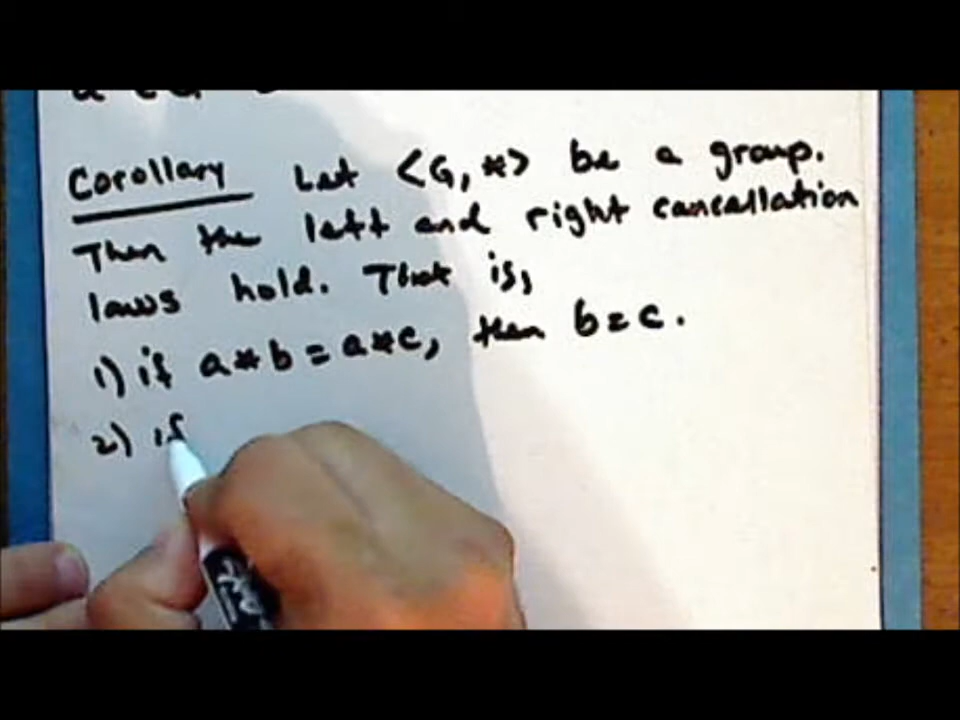 Corollary Let <G, *> be a group.
Then the left and right cancellation
laws hold. That is,
1) if a*b = a*c, then b=c.
2) if